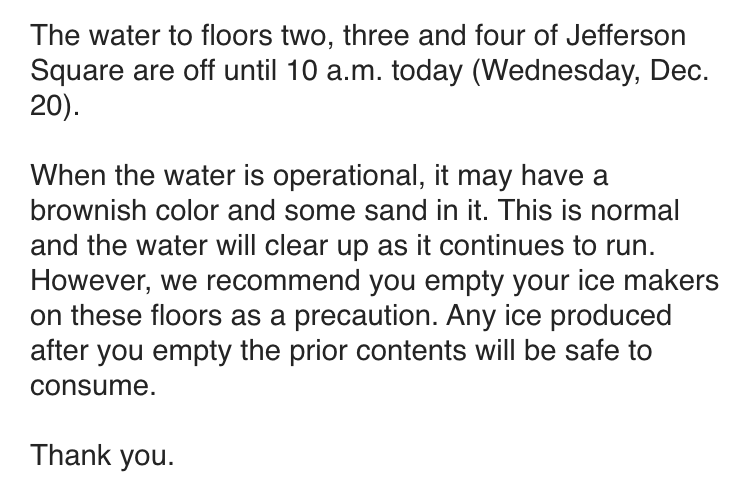 The water to floors two, three and four of Jefferson
Square are off until 10 a.m. today (Wednesday, Dec.
20).
When the water is operational, it may have a
brownish color and some sand in it. This is normal
and the water will clear up as it continues to run.
However, we recommend you empty your ice makers
on these floors as a precaution. Any ice produced
after you empty the prior contents will be safe to
consume.
Thank you.